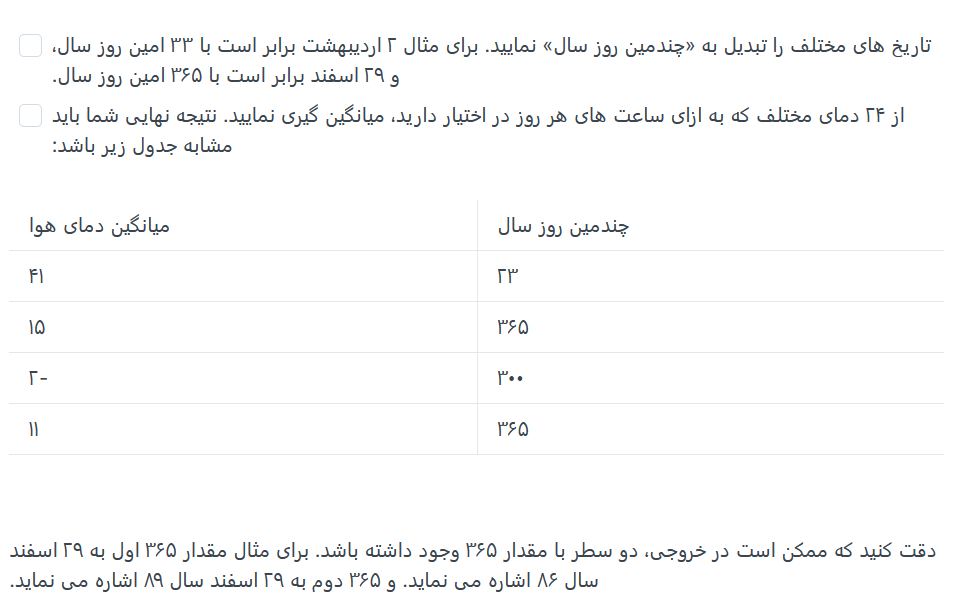 تاریخ های مختلف را تبدیل به «چندمین روز سال» نمایید. برای مثال ۲ اردیبهشت برابر است با ۳۳ امین روز سال،
و ۲۹ اسفند برابر است با ۳۶۵ امین روز سال.
از ۲۴ دمای مختلف که به ازای ساعت های هر روز در اختیار دارید، میانگین گیری نمایید. نتیجه نهایی شما باید
مشابه جدول زیر باشد:
چندمین روز سال میانگین دمای هوا
۲۳ ۴۱
۳۶۵ ۱۵
۳۰۰ ۲-
۳۶۵ ۱۱
دقت کنید که ممکن است در خروجی، دو سطر با مقدار ۳۶۵ وجود داشته باشد. برای مثال مقدار ۳۶۵ اول به ۲۹ اسفند
سال ۸۶ اشاره می نماید. و ۳۶۵ دوم به ۲۹ اسفند سال ۸۹ اشاره می نماید.